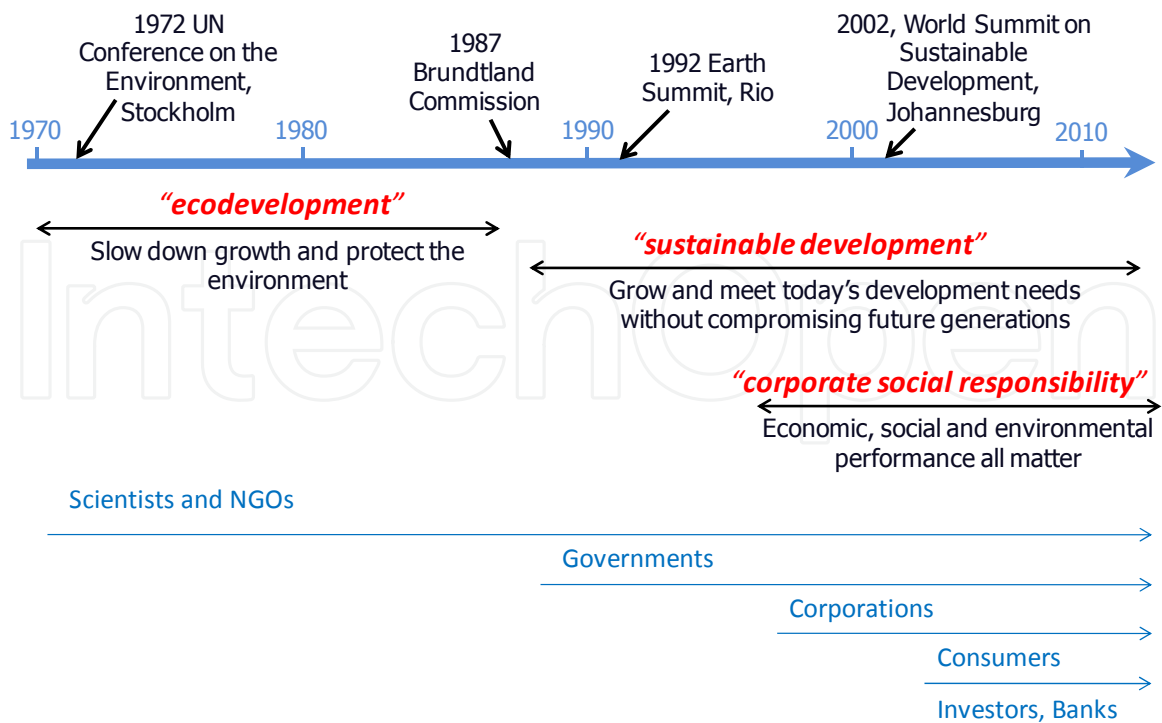 1972 UN
Conference on the
Environment,
Stockholm
1987
Brundtland
Commission
1992 Earth
Summit, Rio
2002, World Summit on
Sustainable
Development,
Johannesburg
1970
1980
1990
2000
2010
“ecodevelopment”
Slow down growth and protect the
environment
“sustainable development”
Grow and meet today’s development needs
without compromising future generations
“corporate social responsibility”
Economic, social and environmental
performance all matter
IntechOpen
Scientists and NGOs
Governments
Corporations
Consumers
Investors, Banks